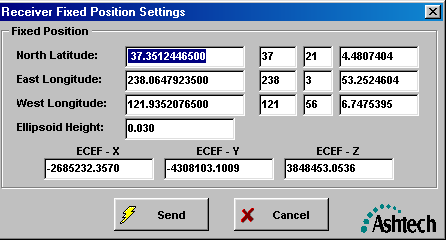 Receiver Fixed Position Settings
Fixed Position
North Latitude: 37.3512446500 37 21 4.4807404
East Longitude: 238.0647923500 238 3 53.2524604
West Longitude: 121.9352076500 121 56 6.7475395
Ellipsoid Height: 0.030
ECEF - X ECEF - Y ECEF - Z
-2685232.3570 -4308103.1009 3848453.0536
Send Cancel Ashtech